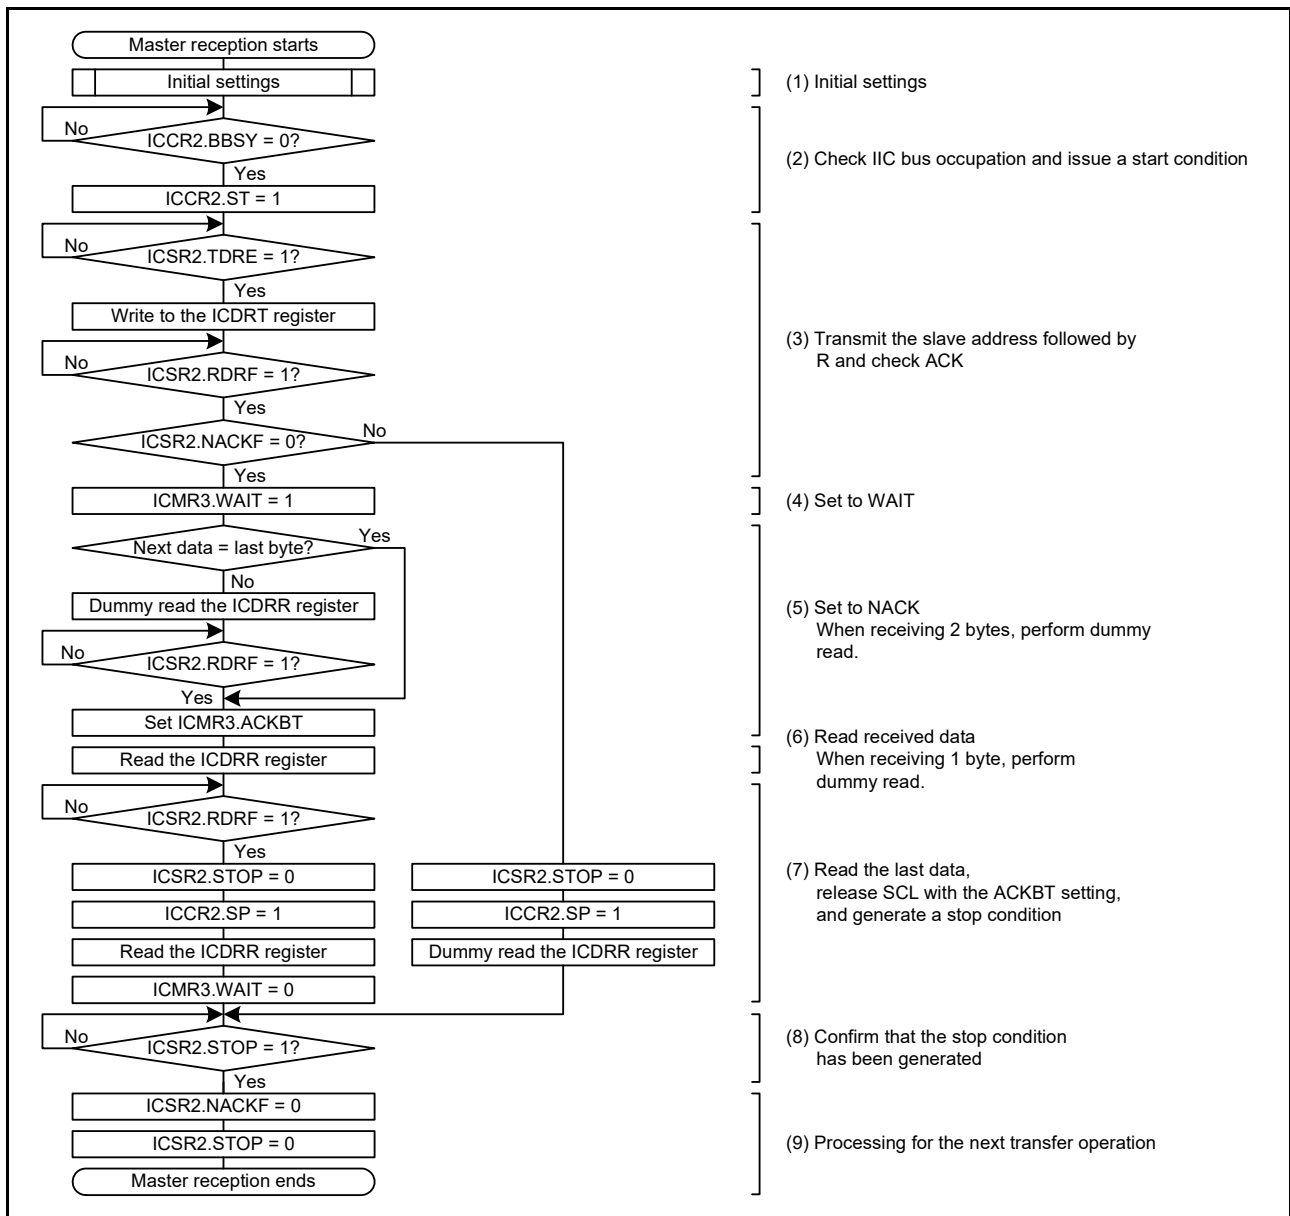 Master reception starts
Initial settings
(1) Initial settings
No
ICCR2.BBSY = 0?
Yes
ICCR2.ST = 1
(2) Check IIC bus occupation and issue a start condition
No
ICSR2.TDRE = 1?
Yes
Write to the ICDRT register
No
ICSR2.RDRF = 1?
Yes
ICSR2.NACKF = 0?
No
Yes
(3) Transmit the slave address followed by
R and check ACK
ICMR3.WAIT = 1
(4) Set to WAIT
Next data = last byte?
Yes
No
Dummy read the ICDRR register
No
ICSR2.RDRF = 1?
Yes
Set ICMR3.ACKBT
(5) Set to NACK
When receiving 2 bytes, perform dummy
read.
Read the ICDRR register
(6) Read received data
When receiving 1 byte, perform
dummy read.
No
ICSR2.RDRF = 1?
Yes
ICSR2.STOP = 0
ICCR2.SP = 1
Read the ICDRR register
ICMR3.WAIT = 0
ICSR2.STOP = 0
ICCR2.SP = 1
Dummy read the ICDRR register
(7) Read the last data,
release SCL with the ACKBT setting,
and generate a stop condition
No
ICSR2.STOP = 1?
Yes
(8) Confirm that the stop condition
has been generated
ICSR2.NACKF = 0
ICSR2.STOP = 0
(9) Processing for the next transfer operation
Master reception ends